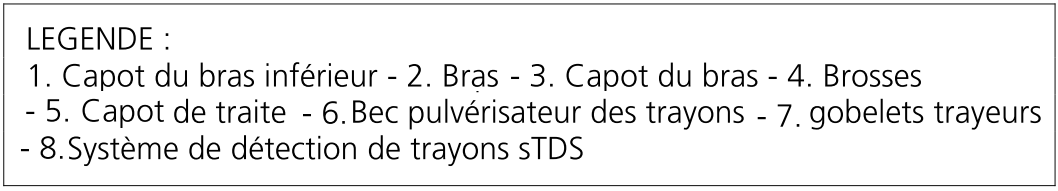 LEGENDE :
1. Capot du bras inférieur - 2. Bras - 3. Capot du bras - 4. Brosses
- 5. Capot de traite - 6. Bec pulvérisateur des trayons - 7. gobelets trayeurs
- 8. Système de détection de trayons sTDS